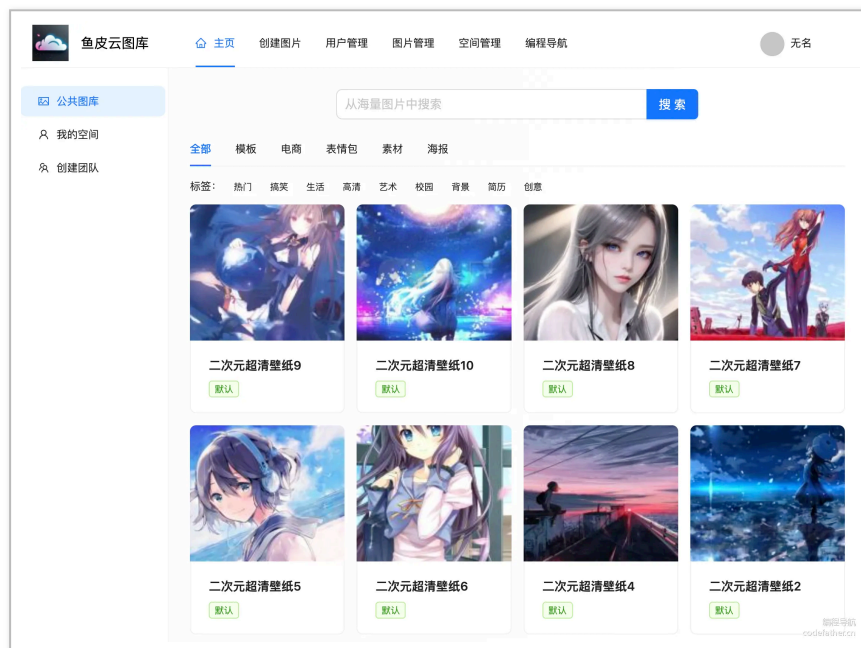 鱼皮云图库 主页 创建图片 用户管理 图片管理 空间管理 编程导航 无名
公共图库
我的空间
创建团队
从海量图片中搜索 搜 索
全部 模板 电商 表情包 素材 海报
标签： 热门 搞笑 生活 高清 艺术 校园 背景 简历 创意
二次元超清壁纸9 二次元超清壁纸10 二次元超清壁纸8 二次元超清壁纸7
默认 默认 默认 默认
二次元超清壁纸5 二次元超清壁纸6 二次元超清壁纸4 二次元超清壁纸2
默认 默认 默认 默认
编程导航
codefather.cn